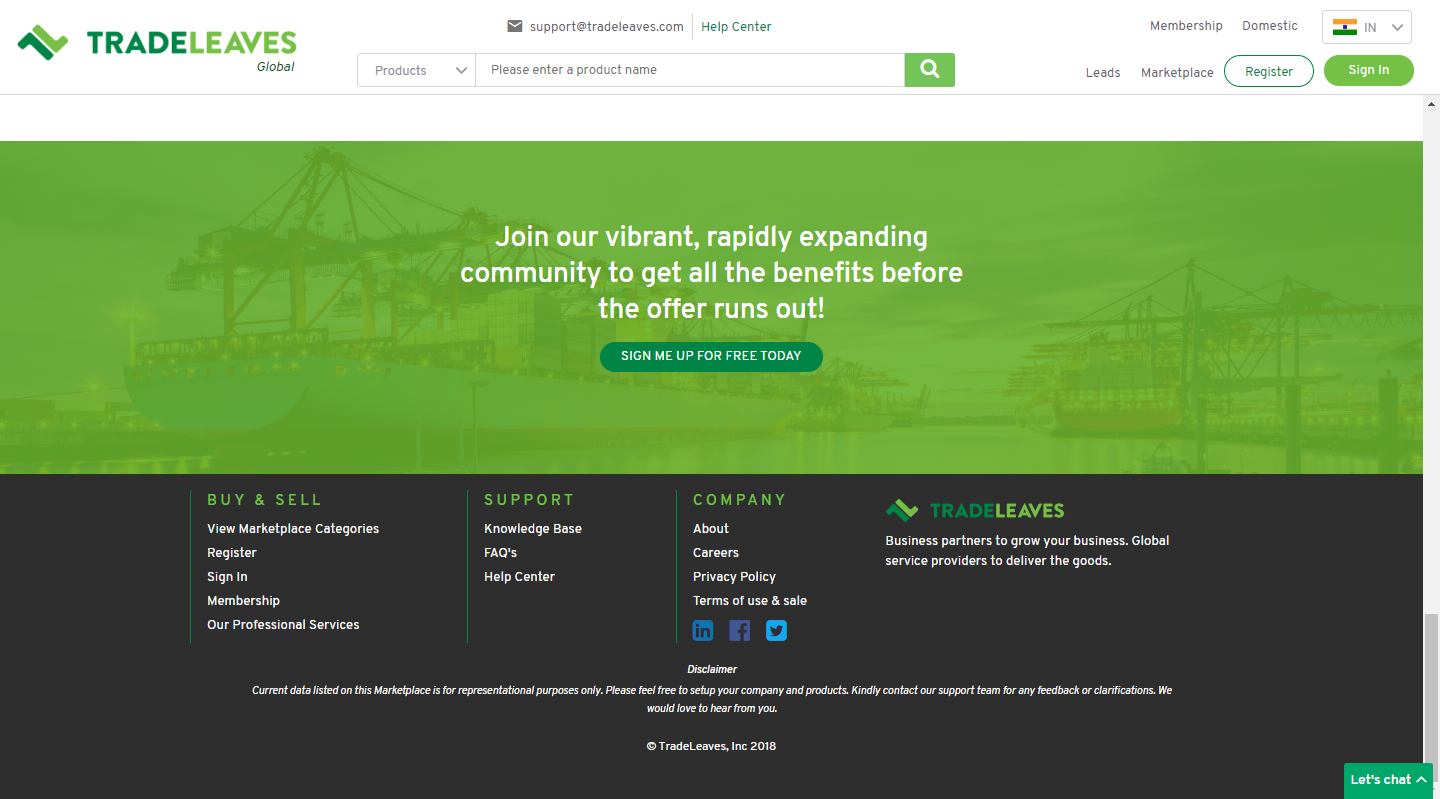 support@tradeleaves.com
Help Center
Membership
Domestic
IN
TRADELEAVES
Global
Products
Please enter a product name
Leads
Marketplace
Register
Sign In
Join our vibrant, rapidly expanding
community to get all the benefits before
the offer runs out!
SIGN ME UP FOR FREE TODAY
BUY & SELL
View Marketplace Categories
Register
Sign In
Membership
Our Professional Services
SUPPORT
Knowledge Base
FAQ's
Help Center
COMPANY
About
Careers
Privacy Policy
Terms of use & sale
in
TRADELEAVES
Business partners to grow your business. Global
service providers to deliver the goods.
Disclaimer
Current data listed on this Marketplace is for representational purposes only. Please feel free to setup your company and products. Kindly contact our support team for any feedback or clarifications. We
would love to hear from you.
© TradeLeaves, Inc 2018
Let's chat